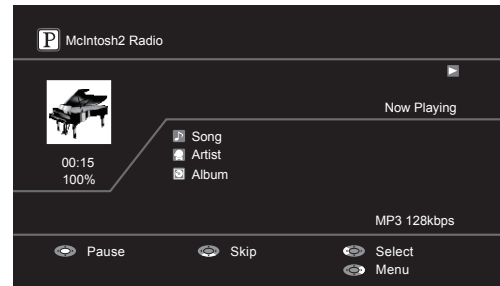 P McIntosh2 Radio
Now Playing
Song
Artist
Album
00:15
100%
MP3 128kbps
Pause Skip Select
Menu